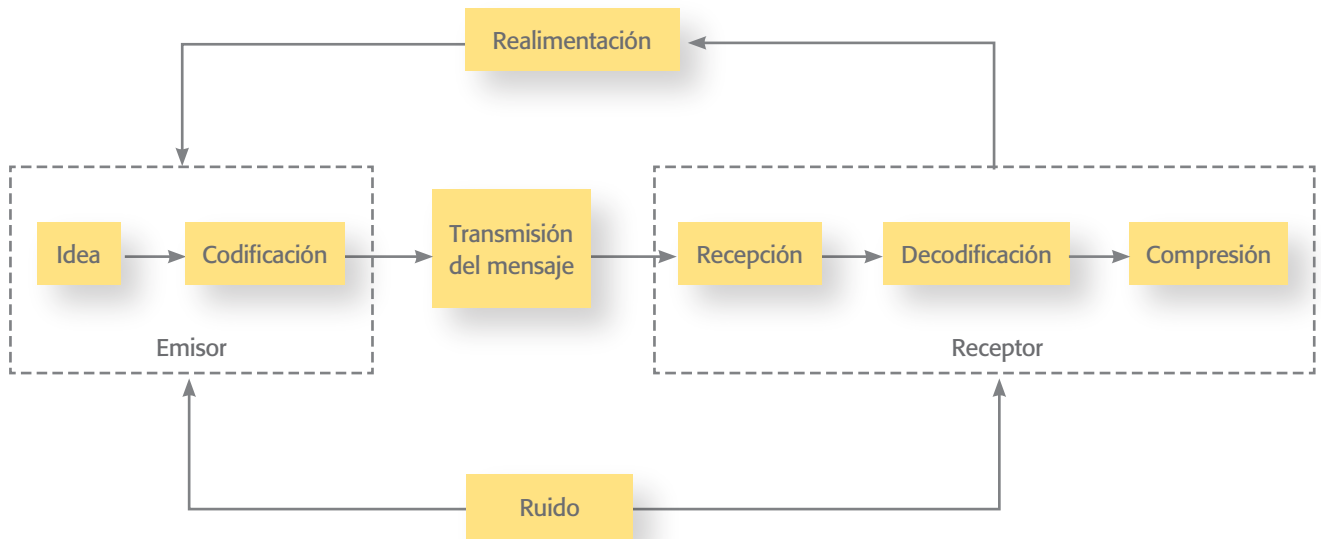 Realimentación
Idea
Codificación
Transmisión
del mensaje
Recepción
Decodificación
Compresión
Emisor
Receptor
Ruido